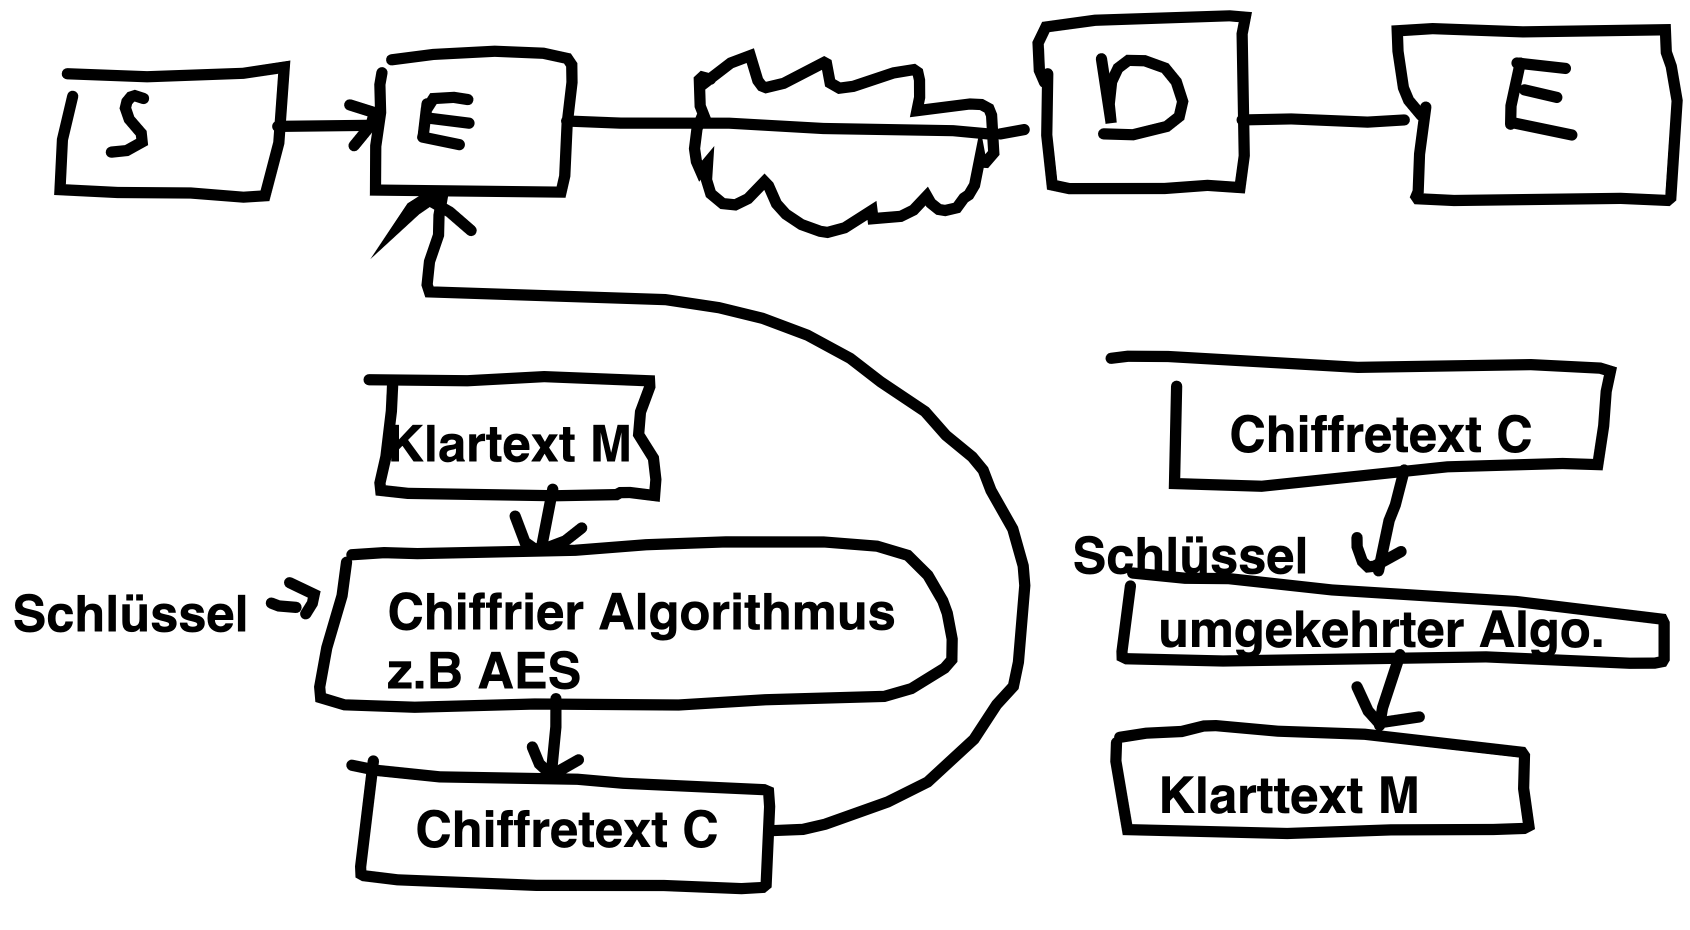 S
E
D
E
Klartext M
Schlüssel
Chiffrier Algorithmus
z.B AES
Chiffretext C
Chiffretext C
Schlüssel
umgekehrter Algo.
Klarttext M